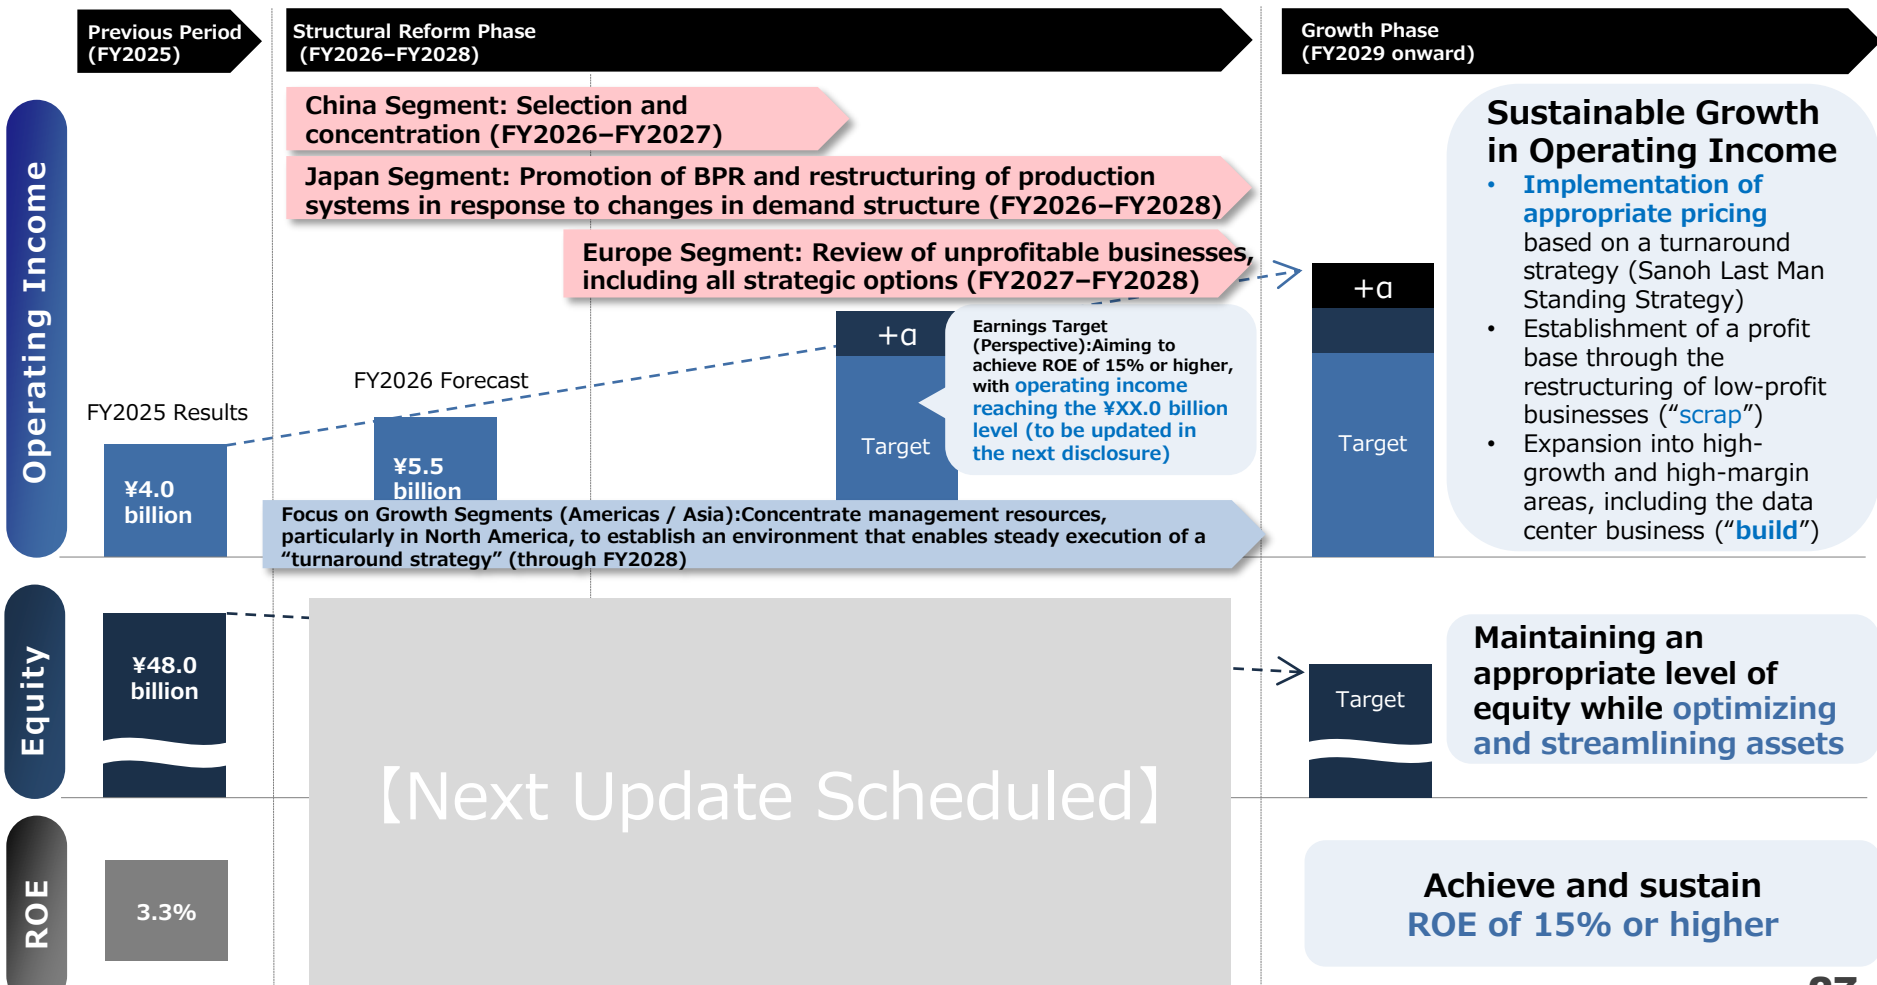 Previous Period
(FY2025)
Structural Reform Phase
(FY2026–FY2028)
Growth Phase
(FY2029 onward)
Operating Income
China Segment: Selection and
concentration (FY2026–FY2027)
Japan Segment: Promotion of BPR and restructuring of production
systems in response to changes in demand structure (FY2026–FY2028)
Europe Segment: Review of unprofitable businesses,
including all strategic options (FY2027–FY2028)
FY2025 Results
¥4.0
billion
FY2026 Forecast
¥5.5
billion
+α
Target
Earnings Target
(Perspective):Aiming to
achieve ROE of 15% or higher,
with operating income
reaching the ¥XX.0 billion
level (to be updated in
the next disclosure)
+α
Target
Focus on Growth Segments (Americas / Asia):Concentrate management resources,
particularly in North America, to establish an environment that enables steady execution of a
“turnaround strategy” (through FY2028)
Sustainable Growth
in Operating Income
• Implementation of
appropriate pricing
based on a turnaround
strategy (Sanoh Last Man
Standing Strategy)
• Establishment of a profit
base through the
restructuring of low-profit
businesses (“scrap”)
• Expansion into high-
growth and high-margin
areas, including the data
center business (“build”)
Equity
¥48.0
billion
【Next Update Scheduled】
Target
Maintaining an
appropriate level of
equity while optimizing
and streamlining assets
ROE
3.3%
Achieve and sustain
ROE of 15% or higher